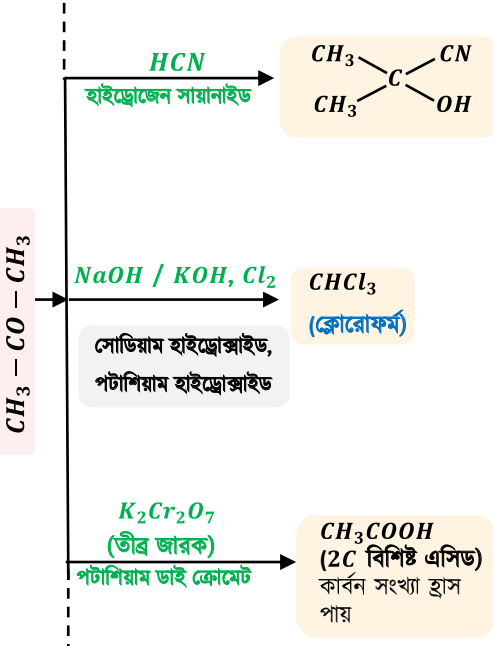 HCN
হাইড্রোজেন সায়ানাইড
CH₃ CN
C
CH₃ OH
CH₃ − CO − CH₃
NaOH / KOH, Cl₂
সোডিয়াম হাইড্রোক্সাইড,
পটাশিয়াম হাইড্রোক্সাইড
CHCl₃
(ক্লোরোফর্ম)
K₂Cr₂O₇
(তীব্র জারক)
পটাশিয়াম ডাই ক্রোমেট
CH₃COOH
(2C বিশিষ্ট এসিড)
কার্বন সংখ্যা হ্রাস
পায়